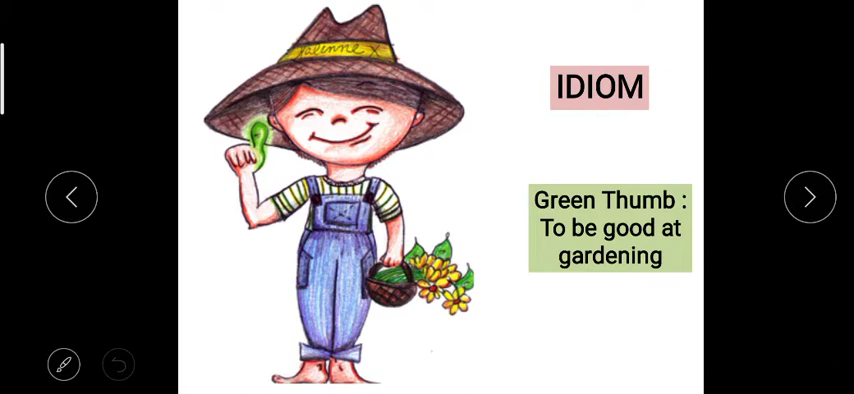 IDIOM
Green Thumb :
To be good at
gardening